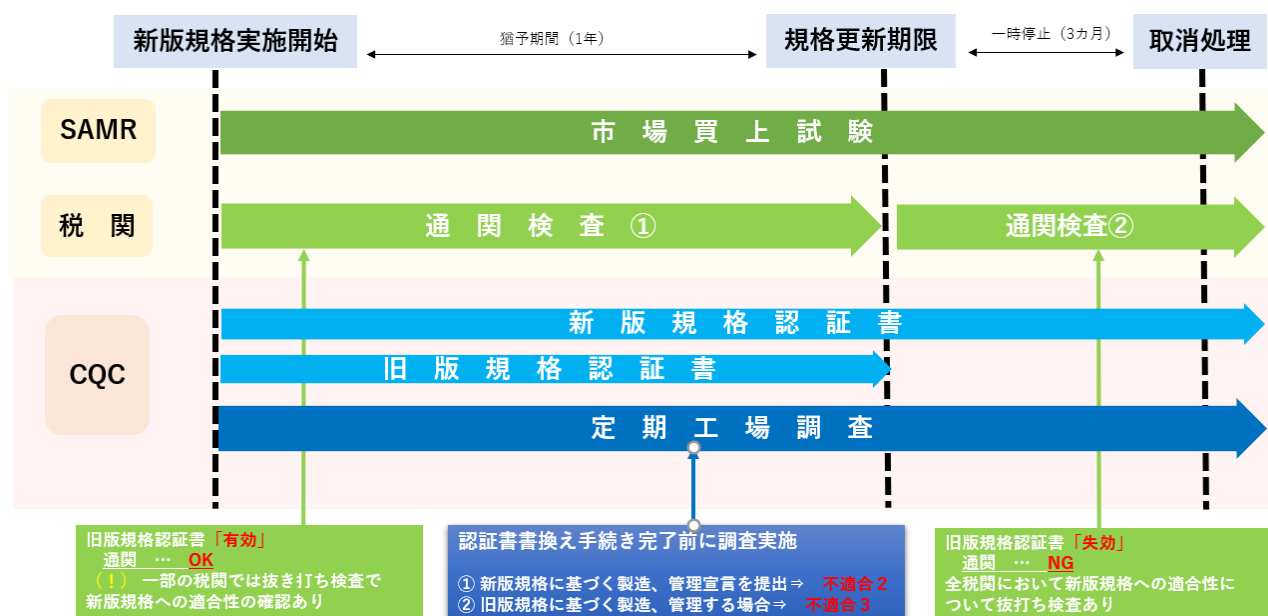 新版規格実施開始
猶予期間（1年）
規格更新期限
一時停止（3カ月）
取消処理
SAMR
市場買上試験
税関
通関検査①
通関検査②
CQC
新版規格認証書
旧版規格認証書
定期工場調査
旧版規格認証書「有効」
通関 … OK
（！） 一部の税関では抜き打ち検査で
新版規格への適合性の確認あり
認証書書換え手続き完了前に調査実施
① 新版規格に基づく製造、管理宣言を提出⇒ 不適合２
② 旧版規格に基づく製造、管理する場合⇒ 不適合３
旧版規格認証書「失効」
通関 … NG
全税関において新版規格への適合性に
ついて抜打ち検査あり